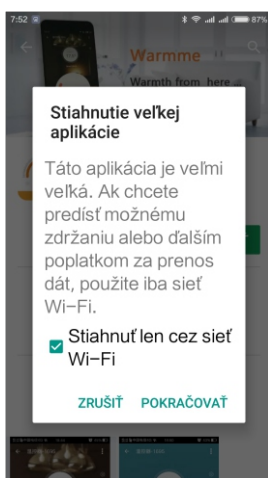 7:52
87%
Warmme
Warmth from here
Stiahnutie veľkej
aplikácie
Táto aplikácia je veľmi
veľká. Ak chcete
predísť možnému
zdržaniu alebo ďalším
poplatkom za prenos
dát, použite iba sieť
Wi-Fi.
Stiahnuť len cez sieť
Wi-Fi
ZRUŠIŤ POKRAČOVAŤ